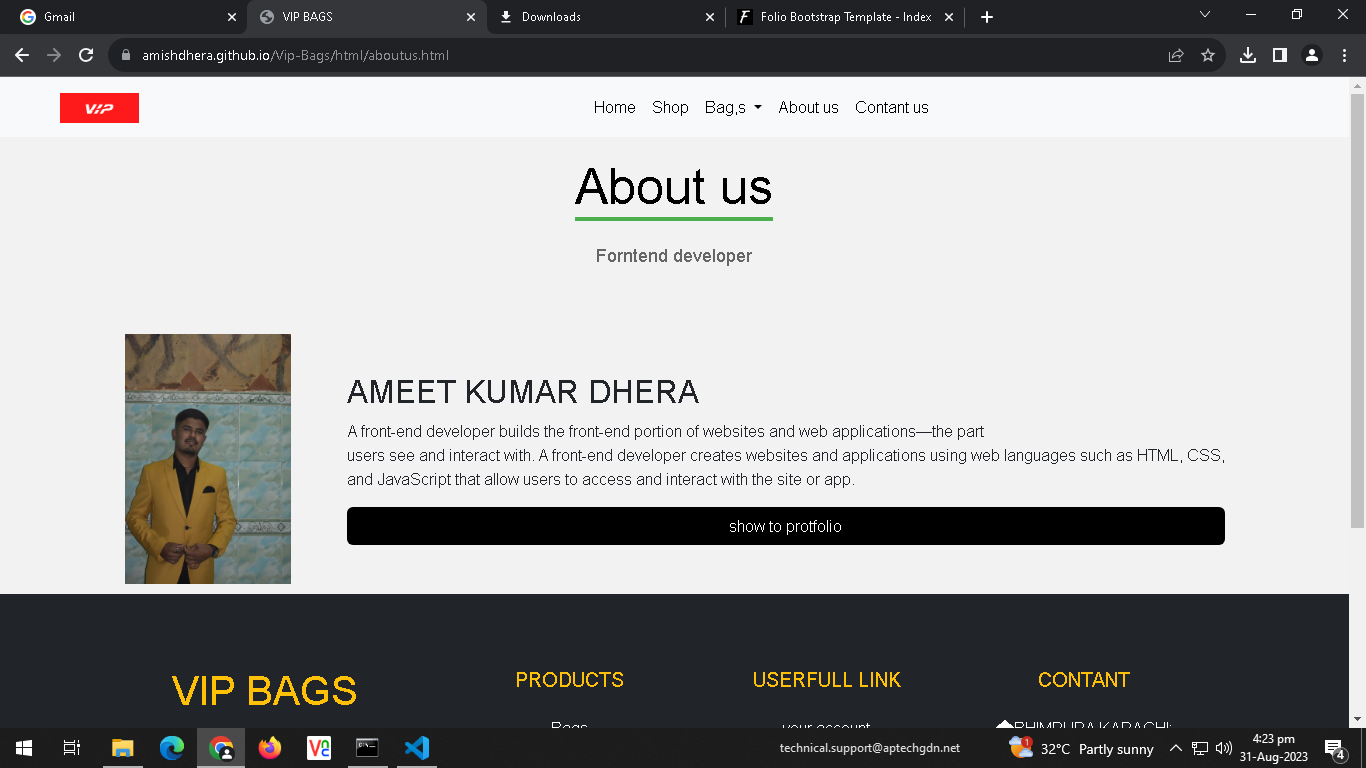 Gmail
VIP BAGS
Downloads
Folio Bootstrap Template - Index
amishdhera.github.io/Vip-Bags/html/aboutus.html
VIP
Home
Shop
Bag,s
About us
Contant us
About us
Forntend developer
AMEET KUMAR DHERA
A front-end developer builds the front-end portion of websites and web applications—the part
users see and interact with. A front-end developer creates websites and applications using web languages such as HTML, CSS,
and JavaScript that allow users to access and interact with the site or app.
show to protfolio
VIP BAGS
PRODUCTS
USERFULL LINK
CONTANT
Bags
your account
BHIMPURA KARACHI;
technical.support@aptechgdn.net
1
32°C Partly sunny
4:23 pm
31-Aug-2023
4